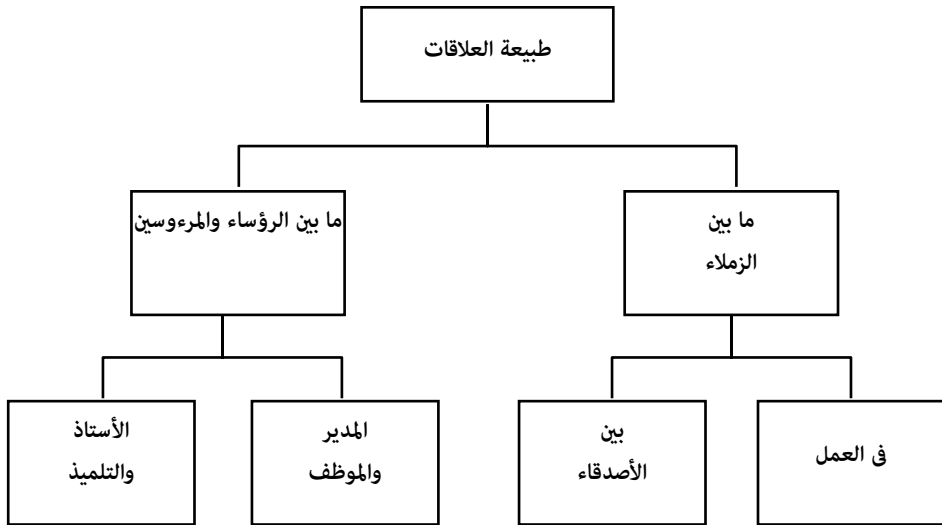 طبيعة العلاقات
ما بين
الزملاء
ما بين الرؤساء والمرءوسين
فى العمل
بين
الأصدقاء
المدير
والموظف
الأستاذ
والتلميذ